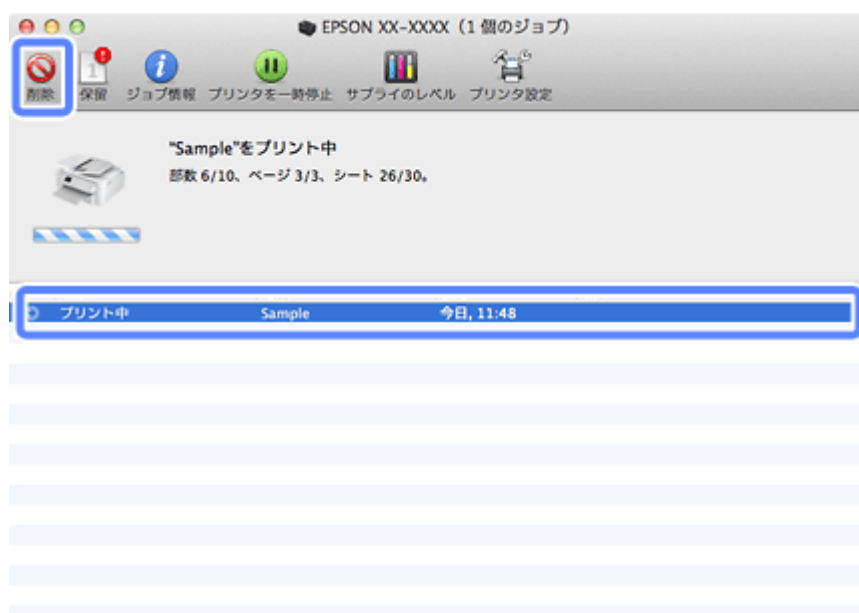 EPSON XX-XXXX（1 個のジョブ）
削除 保留 ジョブ情報 プリンタを一時停止 サプライのレベル プリンタ設定
"Sample"をプリント中
部数 6/10、ページ 3/3、シート 26/30。
プリント中 Sample 今日, 11:48